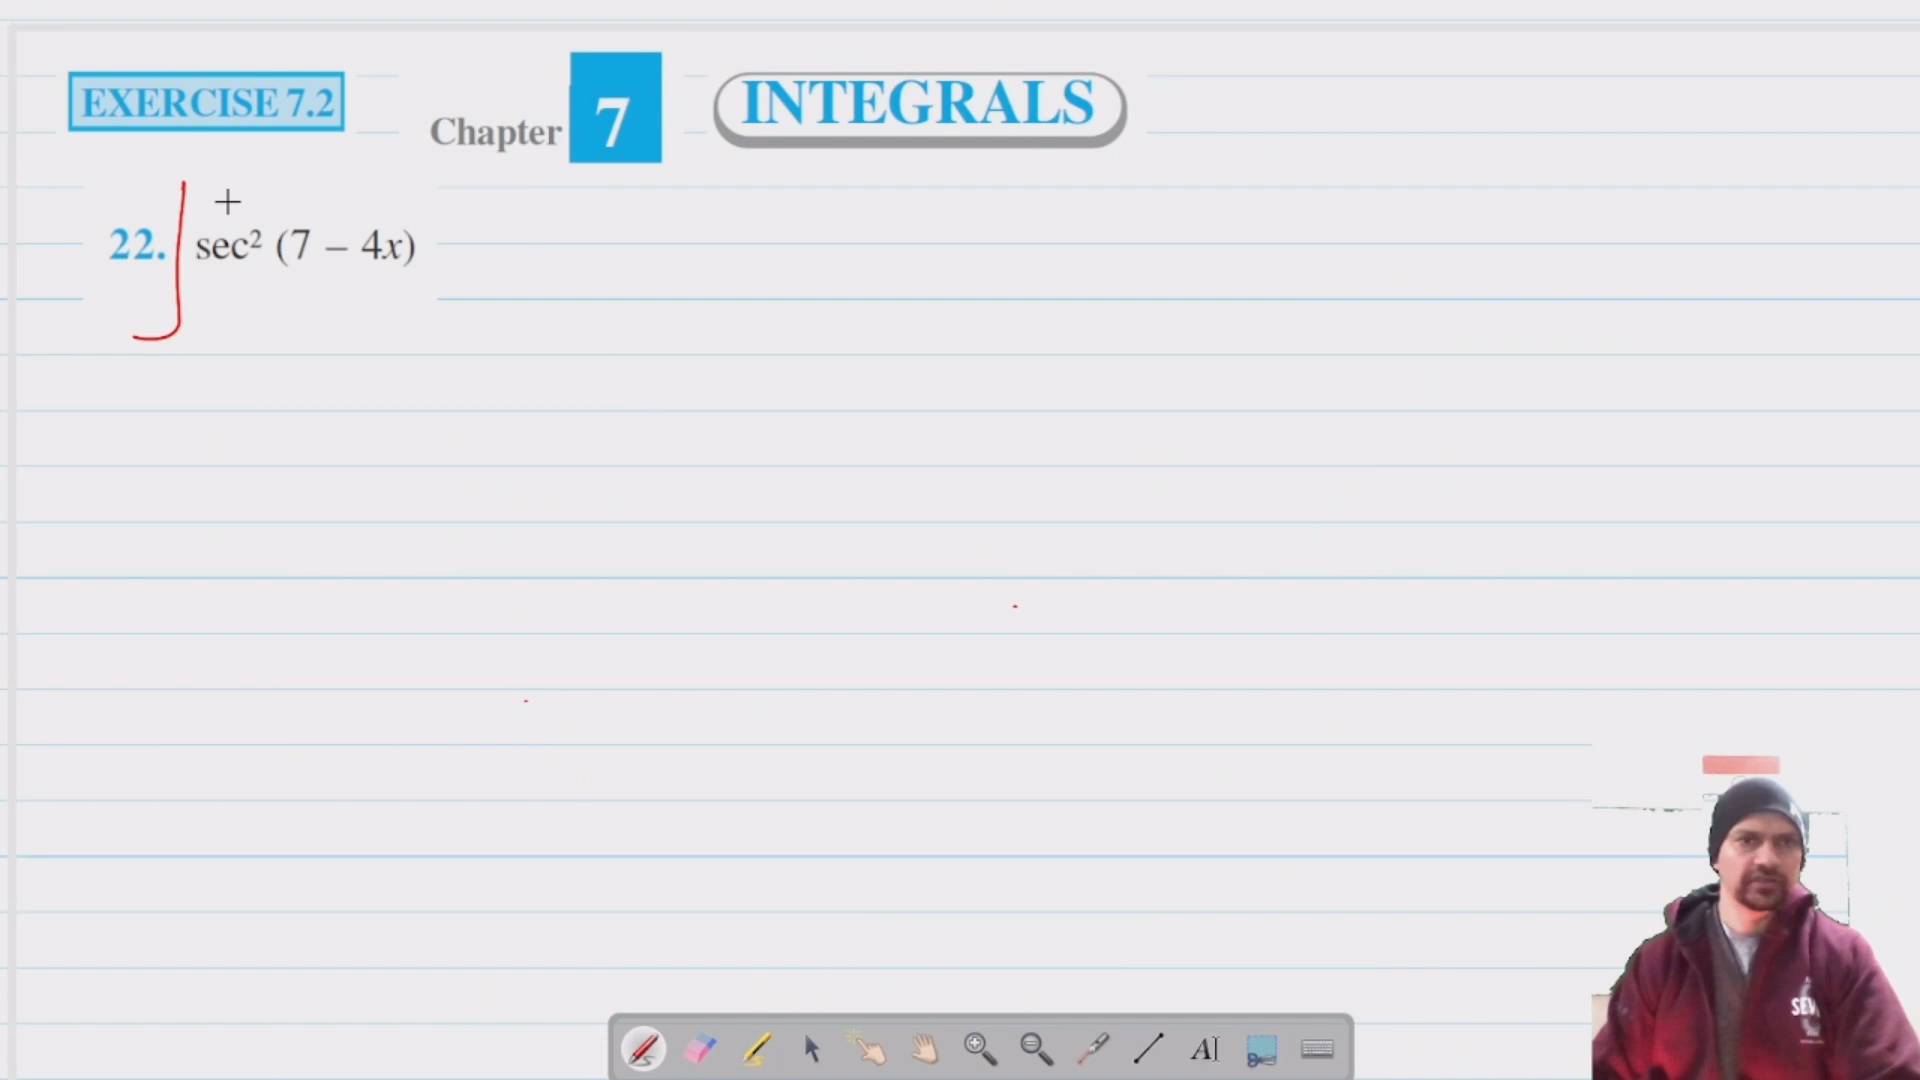 EXERCISE 7.2
Chapter 7
INTEGRALS
22. ∫ sec² (7 – 4x)